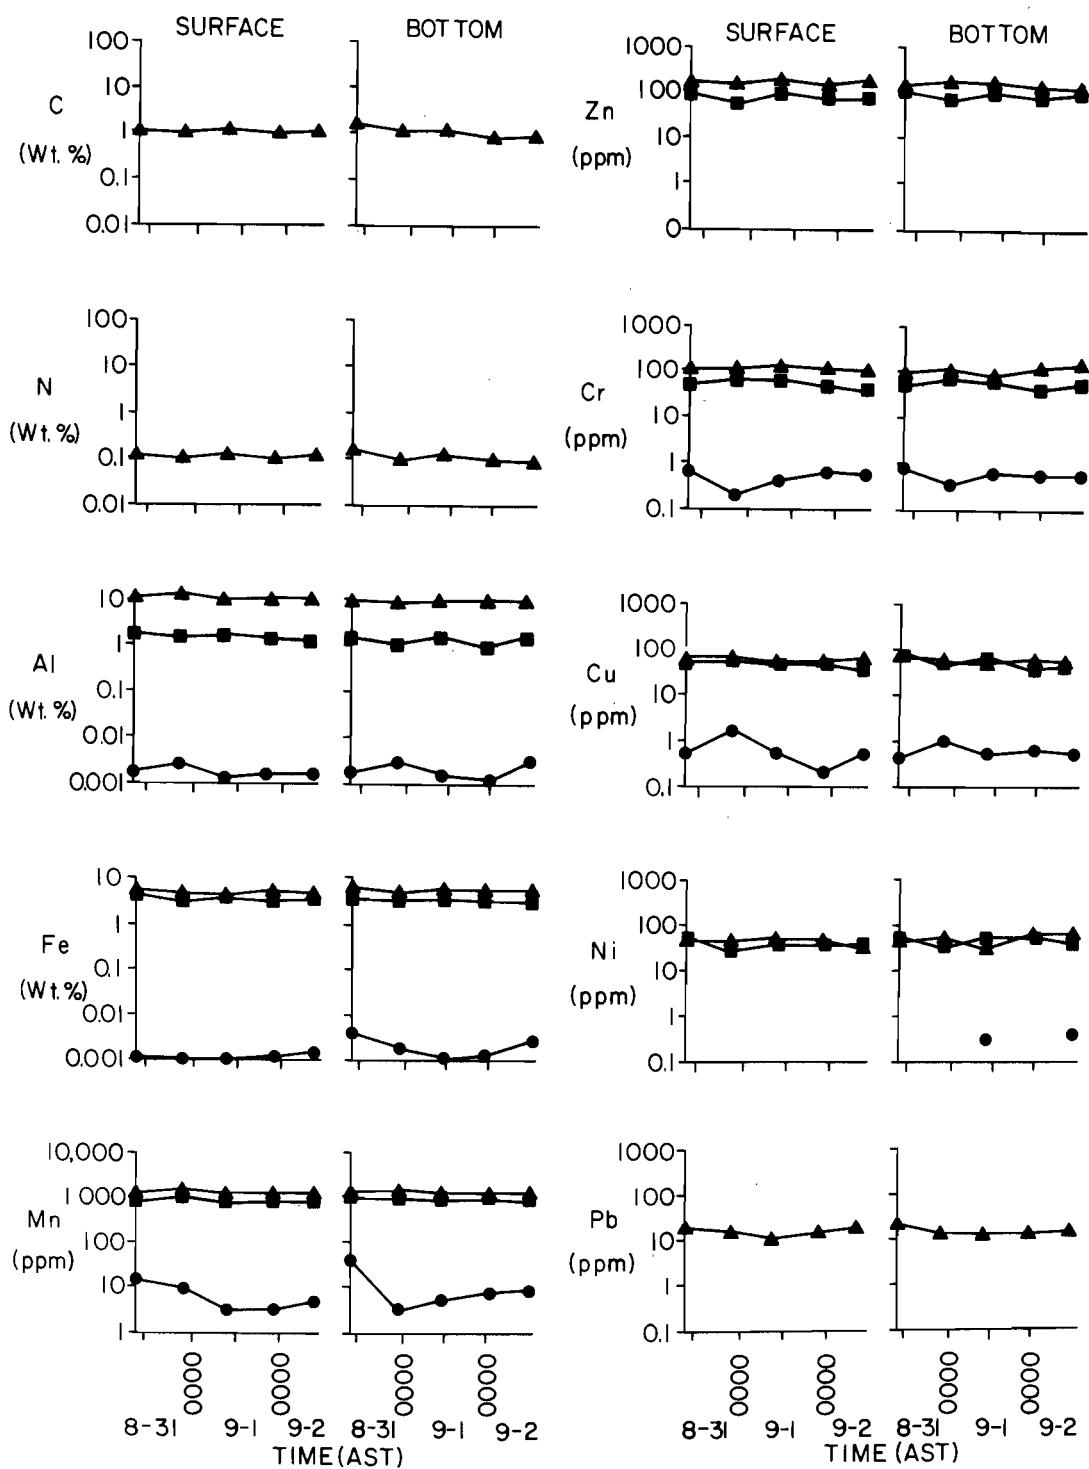 SURFACE BOTTOM
C
(Wt. %)
100
10
1
0.1
0.01
N
(Wt. %)
100
10
1
0.1
0.01
Al
(Wt. %)
10
1
0.1
0.01
0.001
Fe
(Wt. %)
10
1
0.1
0.01
0.001
Mn
(ppm)
10,000
1000
100
10
1
0000 0000 0000 0000
8-31 9-1 9-2 8-31 9-1 9-2
TIME (AST)
SURFACE BOTTOM
Zn
(ppm)
1000
100
10
1
0
Cr
(ppm)
1000
100
10
1
0.1
Cu
(ppm)
1000
100
10
1
0.1
Ni
(ppm)
1000
100
10
1
0.1
Pb
(ppm)
1000
100
10
1
0.1
0000 0000 0000 0000
8-31 9-1 9-2 8-31 9-1 9-2
TIME (AST)